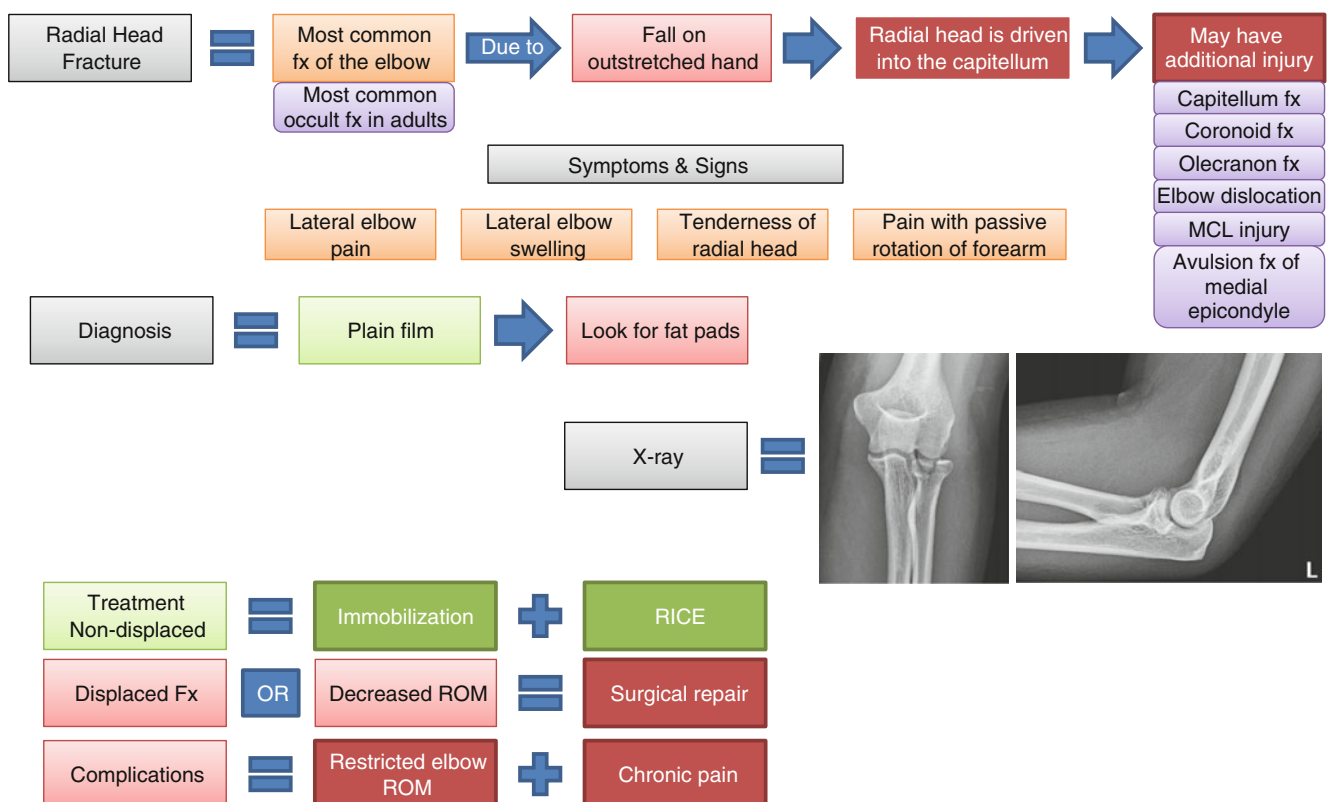 Radial Head
Fracture
Most common
fx of the elbow
Most common
occult fx in adults
Due to
Fall on
outstretched hand
Radial head is driven
into the capitellum
May have
additional injury
Capitellum fx
Coronoid fx
Olecranon fx
Elbow dislocation
MCL injury
Avulsion fx of
medial
epicondyle
Symptoms & Signs
Lateral elbow
pain
Lateral elbow
swelling
Tenderness of
radial head
Pain with passive
rotation of forearm
Diagnosis
Plain film
Look for fat pads
X-ray
L
Treatment
Non-displaced
Immobilization
RICE
Displaced Fx
OR
Decreased ROM
Surgical repair
Complications
Restricted elbow
ROM
Chronic pain